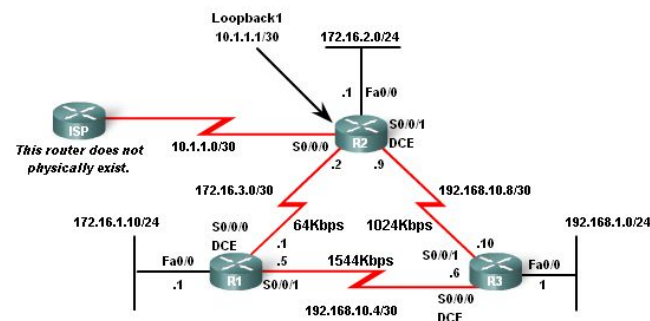 Loopback1
10.1.1.1/30
172.16.2.0/24
.1 Fa0/0
ISP
This router does not
physically exist.
10.1.1.0/30
S0/0/0
R2
S0/0/1
DCE
.2
.9
172.16.3.0/30
192.168.10.8/30
172.16.1.10/24
S0/0/0
DCE
64Kbps
1024Kbps
192.168.1.0/24
.1
.5
1544Kbps
.10
S0/0/1
.6
Fa0/0
.1
R1
S0/0/1
R3
Fa0/0
1
192.168.10.4/30
S0/0/0
DCE